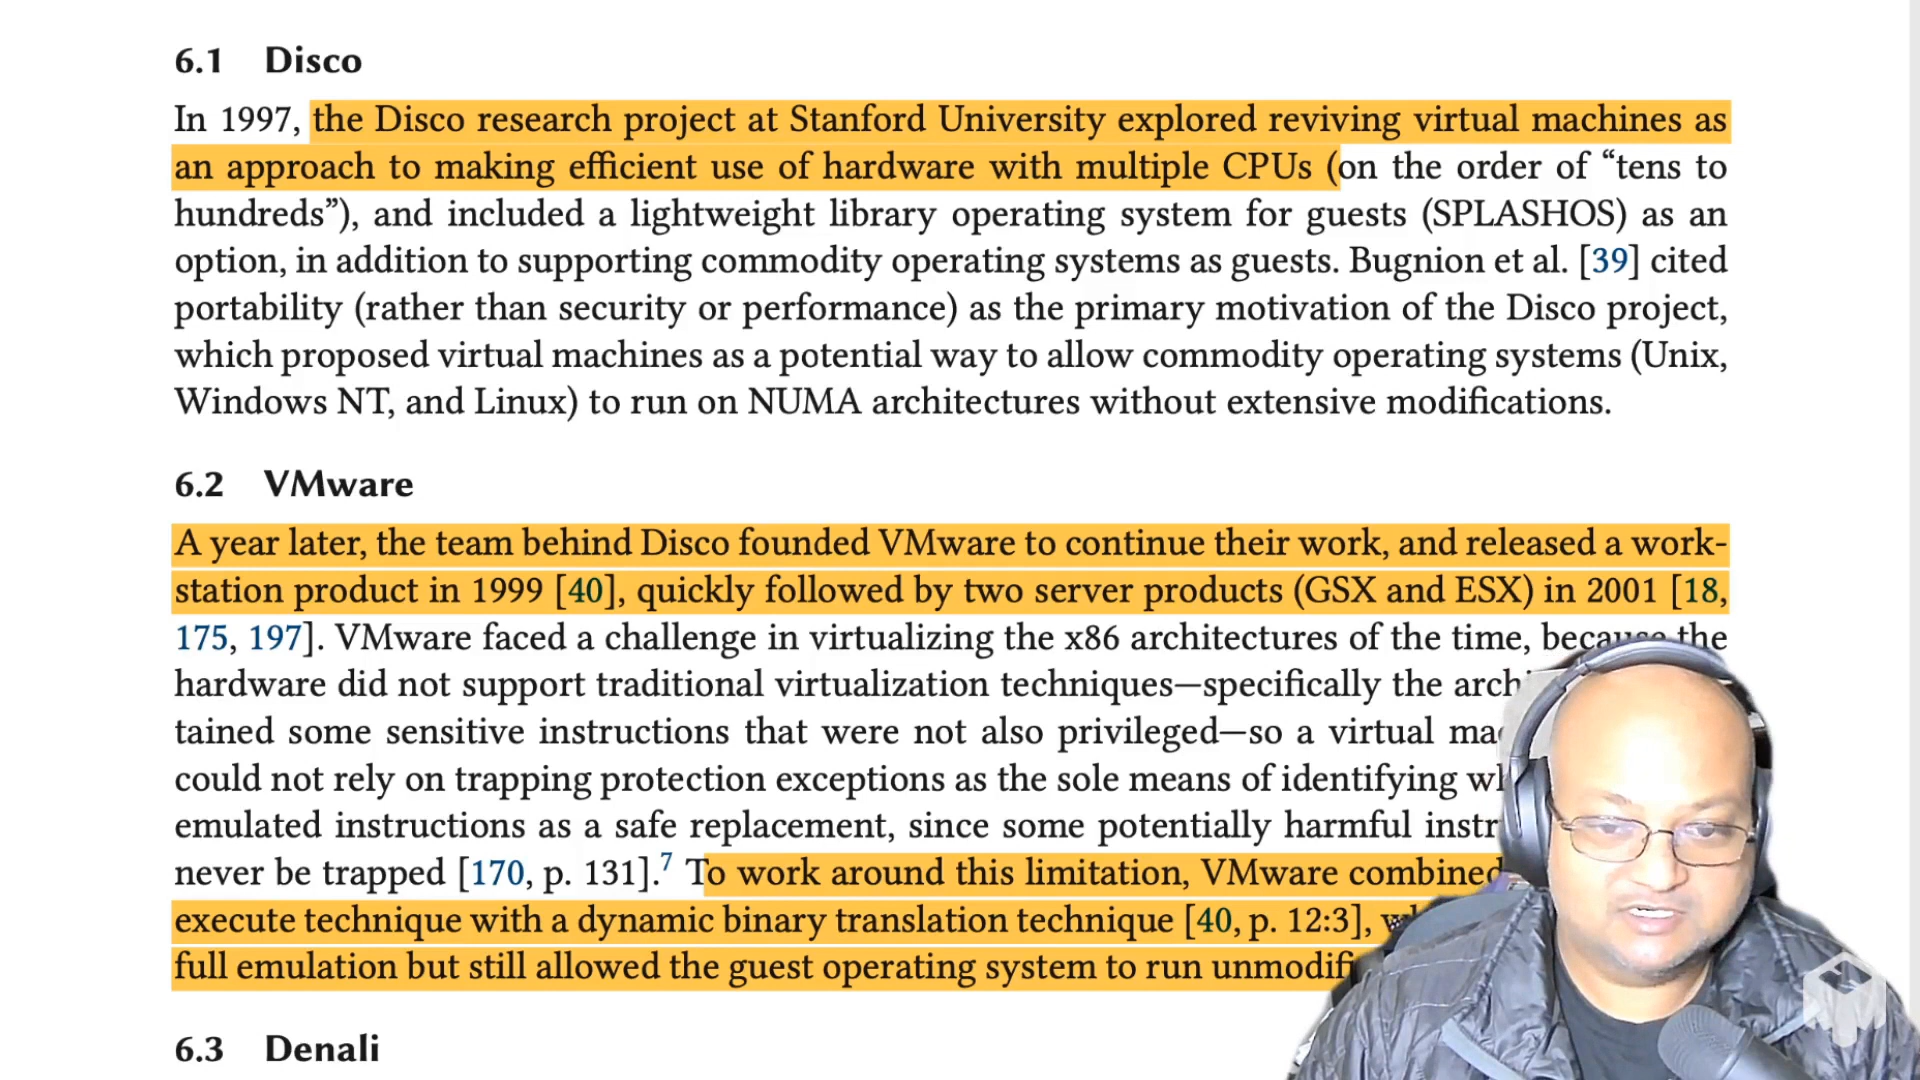 6.1 Disco
In 1997, the Disco research project at Stanford University explored reviving virtual machines as
an approach to making efficient use of hardware with multiple CPUs (on the order of “tens to
hundreds”), and included a lightweight library operating system for guests (SPLASHOS) as an
option, in addition to supporting commodity operating systems as guests. Bugnion et al. [39] cited
portability (rather than security or performance) as the primary motivation of the Disco project,
which proposed virtual machines as a potential way to allow commodity operating systems (Unix,
Windows NT, and Linux) to run on NUMA architectures without extensive modifications.
6.2 VMware
A year later, the team behind Disco founded VMware to continue their work, and released a work-
station product in 1999 [40], quickly followed by two server products (GSX and ESX) in 2001 [18,
175, 197]. VMware faced a challenge in virtualizing the x86 architectures of the time, because the
hardware did not support traditional virtualization techniques—specifically the
tained some sensitive instructions that were not also privileged—so a virtual
could not rely on trapping protection exceptions as the sole means of identifying
emulated instructions as a safe replacement, since some potentially harmful
never be trapped [170, p. 131].7 To work around this limitation, VMware combined
execute technique with a dynamic binary translation technique [40, p. 12:3],
full emulation but still allowed the guest operating system to run
6.3 Denali